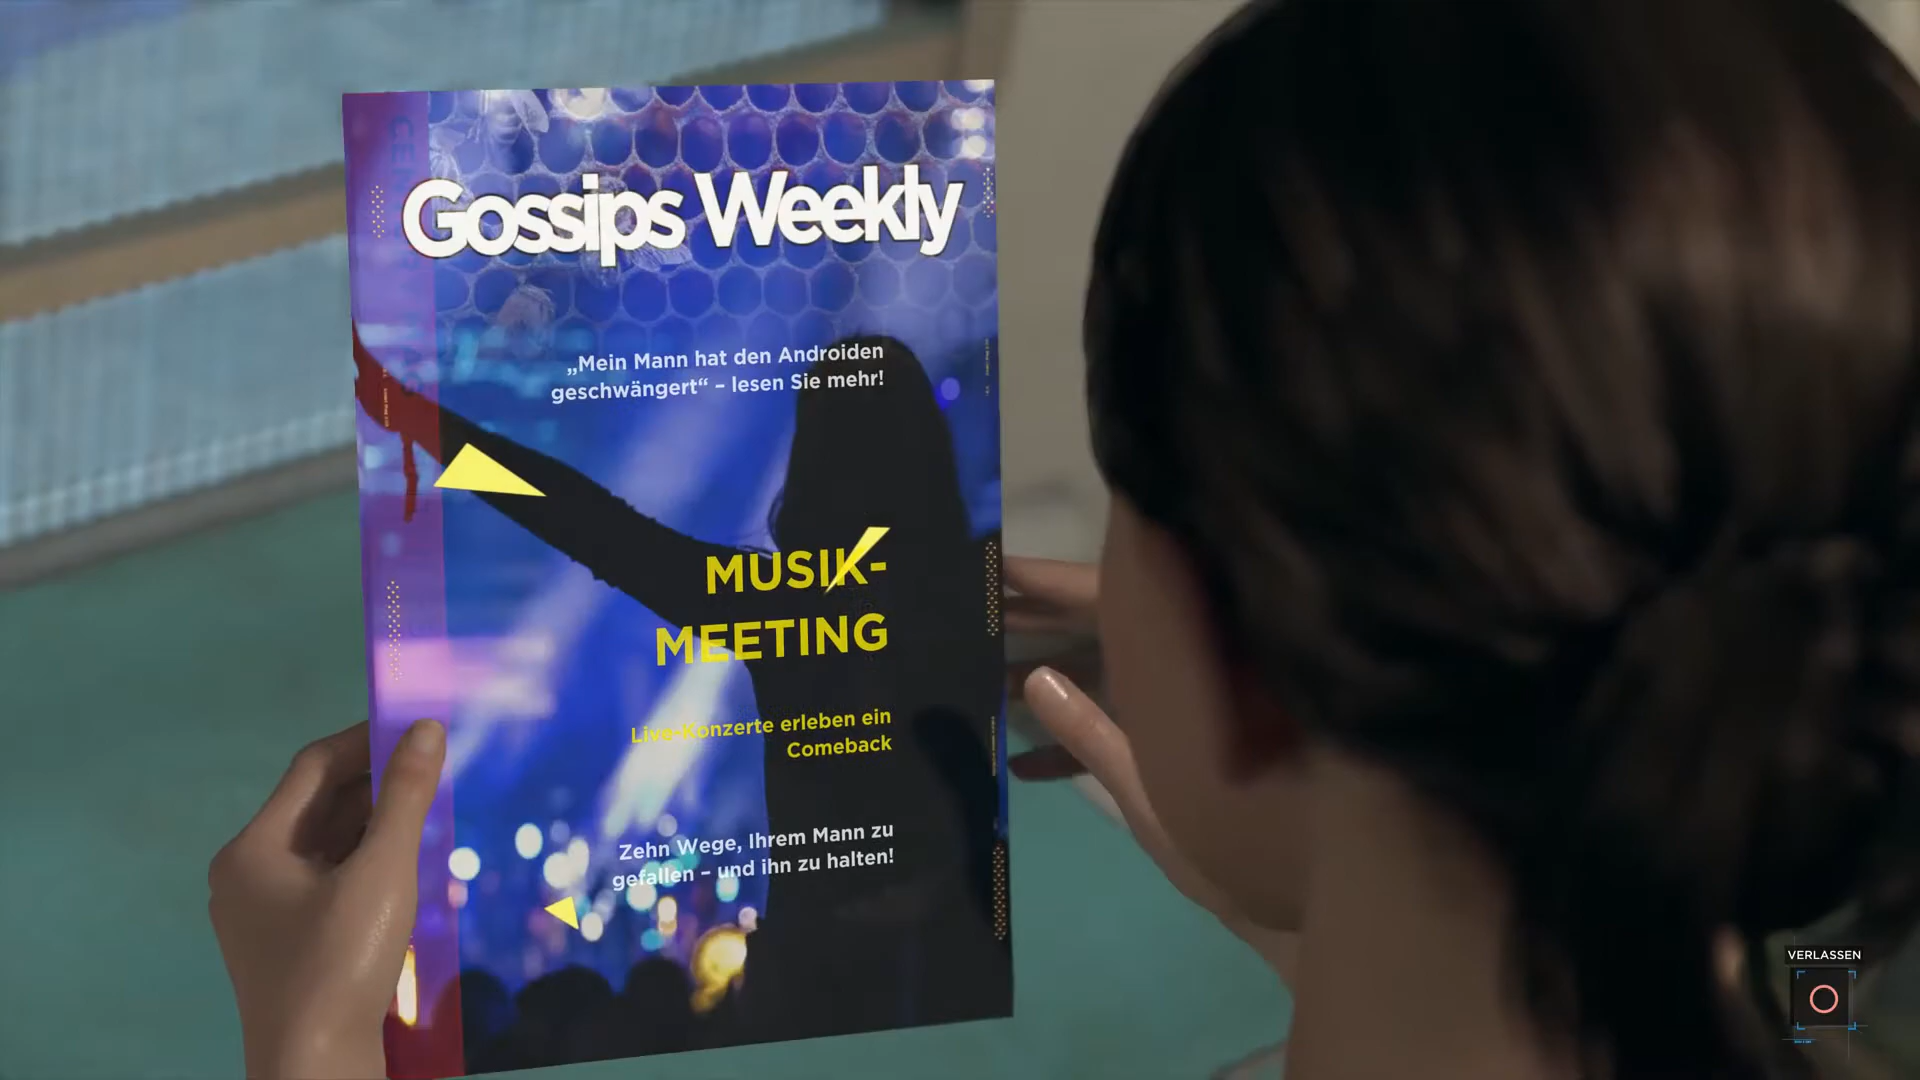 Gossips Weekly
„Mein Mann hat den Androiden
geschwängert“ – lesen Sie mehr!
MUSIK-
MEETING
Live-Konzerte erleben ein
Comeback
Zehn Wege, Ihrem Mann zu
gefallen – und ihn zu halten!
VERLASSEN